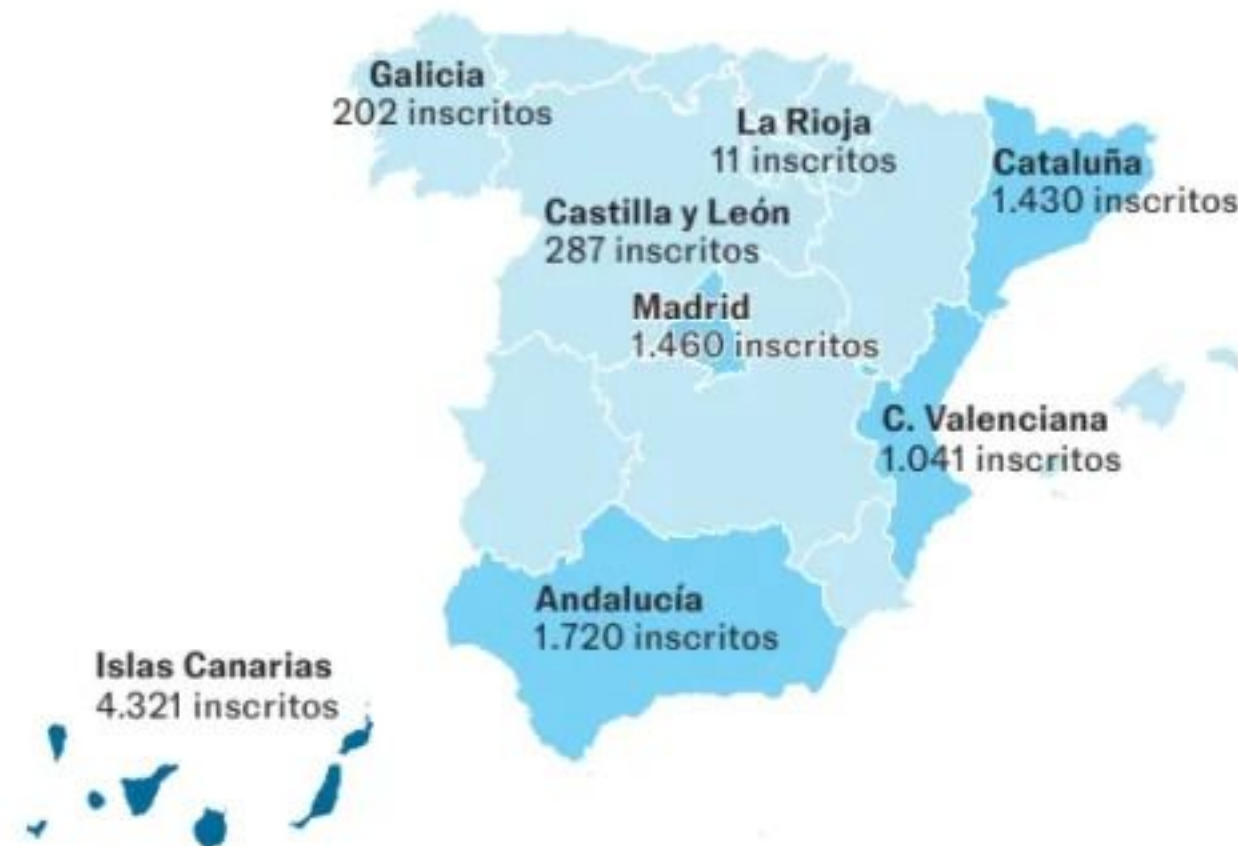 Galicia
202 inscritos
La Rioja
11 inscritos
Cataluña
1.430 inscritos
Castilla y León
287 inscritos
Madrid
1.460 inscritos
C. Valenciana
1.041 inscritos
Andalucía
1.720 inscritos
Islas Canarias
4.321 inscritos